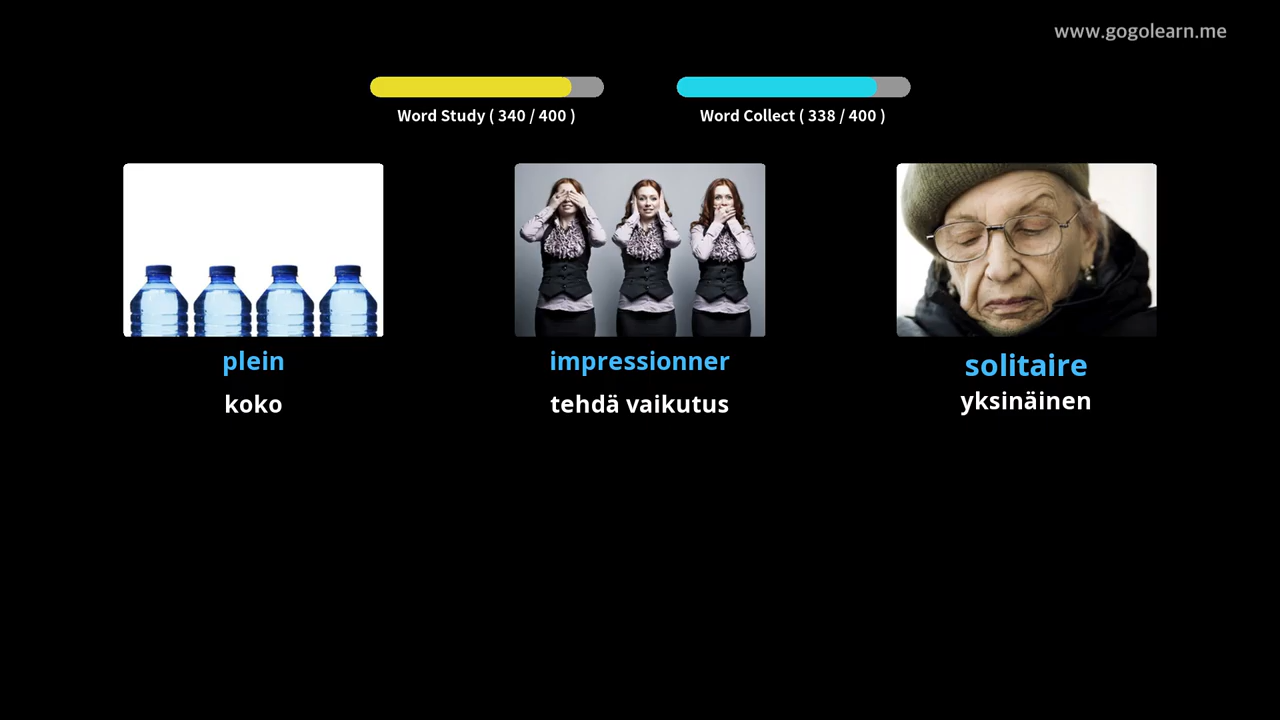 www.gogolearn.me
Word Study ( 340 / 400 )
Word Collect ( 338 / 400 )
plein
impressionner
solitaire
koko
tehdä vaikutus
yksinäinen